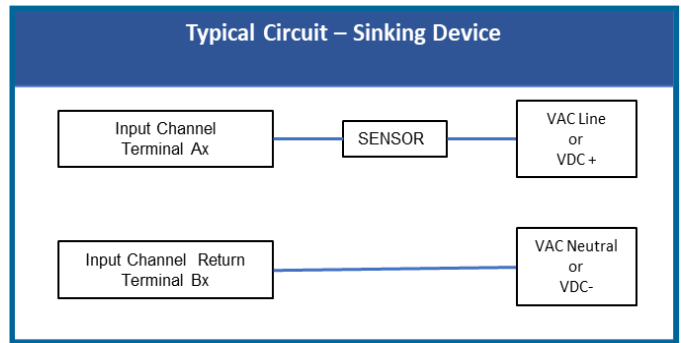 Typical Circuit – Sinking Device
Input Channel
Terminal Ax
SENSOR
VAC Line
or
VDC +
Input Channel Return
Terminal Bx
VAC Neutral
or
VDC-